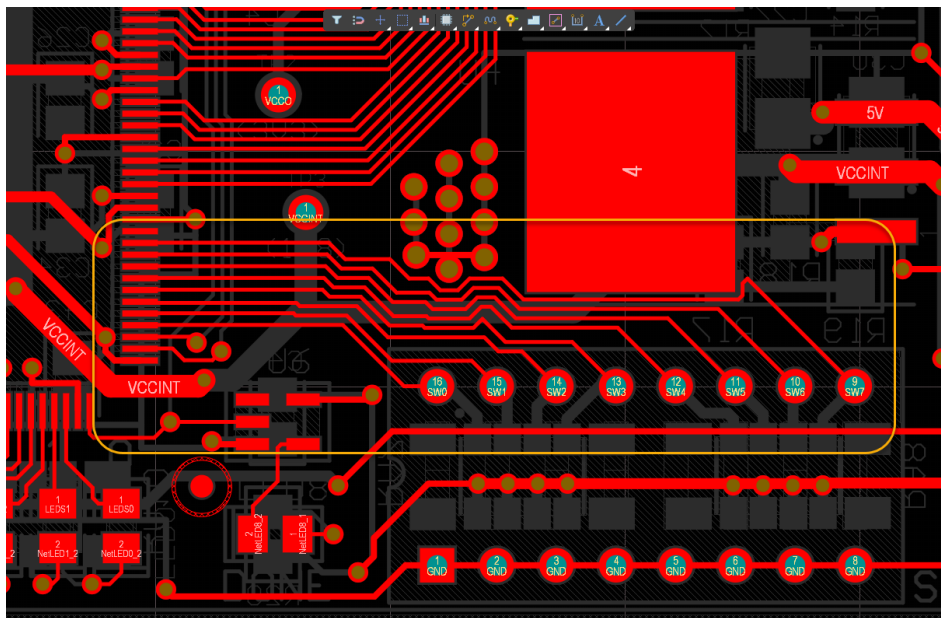 1
VCCO
5V
4
VCCINT
1
VCCINT
VCCINT
VCCINT
16
SW0
15
SW1
14
SW2
13
SW3
12
SW4
11
SW5
10
SW6
9
SW7
1
LEDS1
1
LEDS0
2
NetLED8_2
1
NetLED8_1
_2
2
NetLED1_2
2
NetLED0_2
1
GND
2
GND
3
GND
4
GND
5
GND
6
GND
7
GND
8
GND
DONE
S